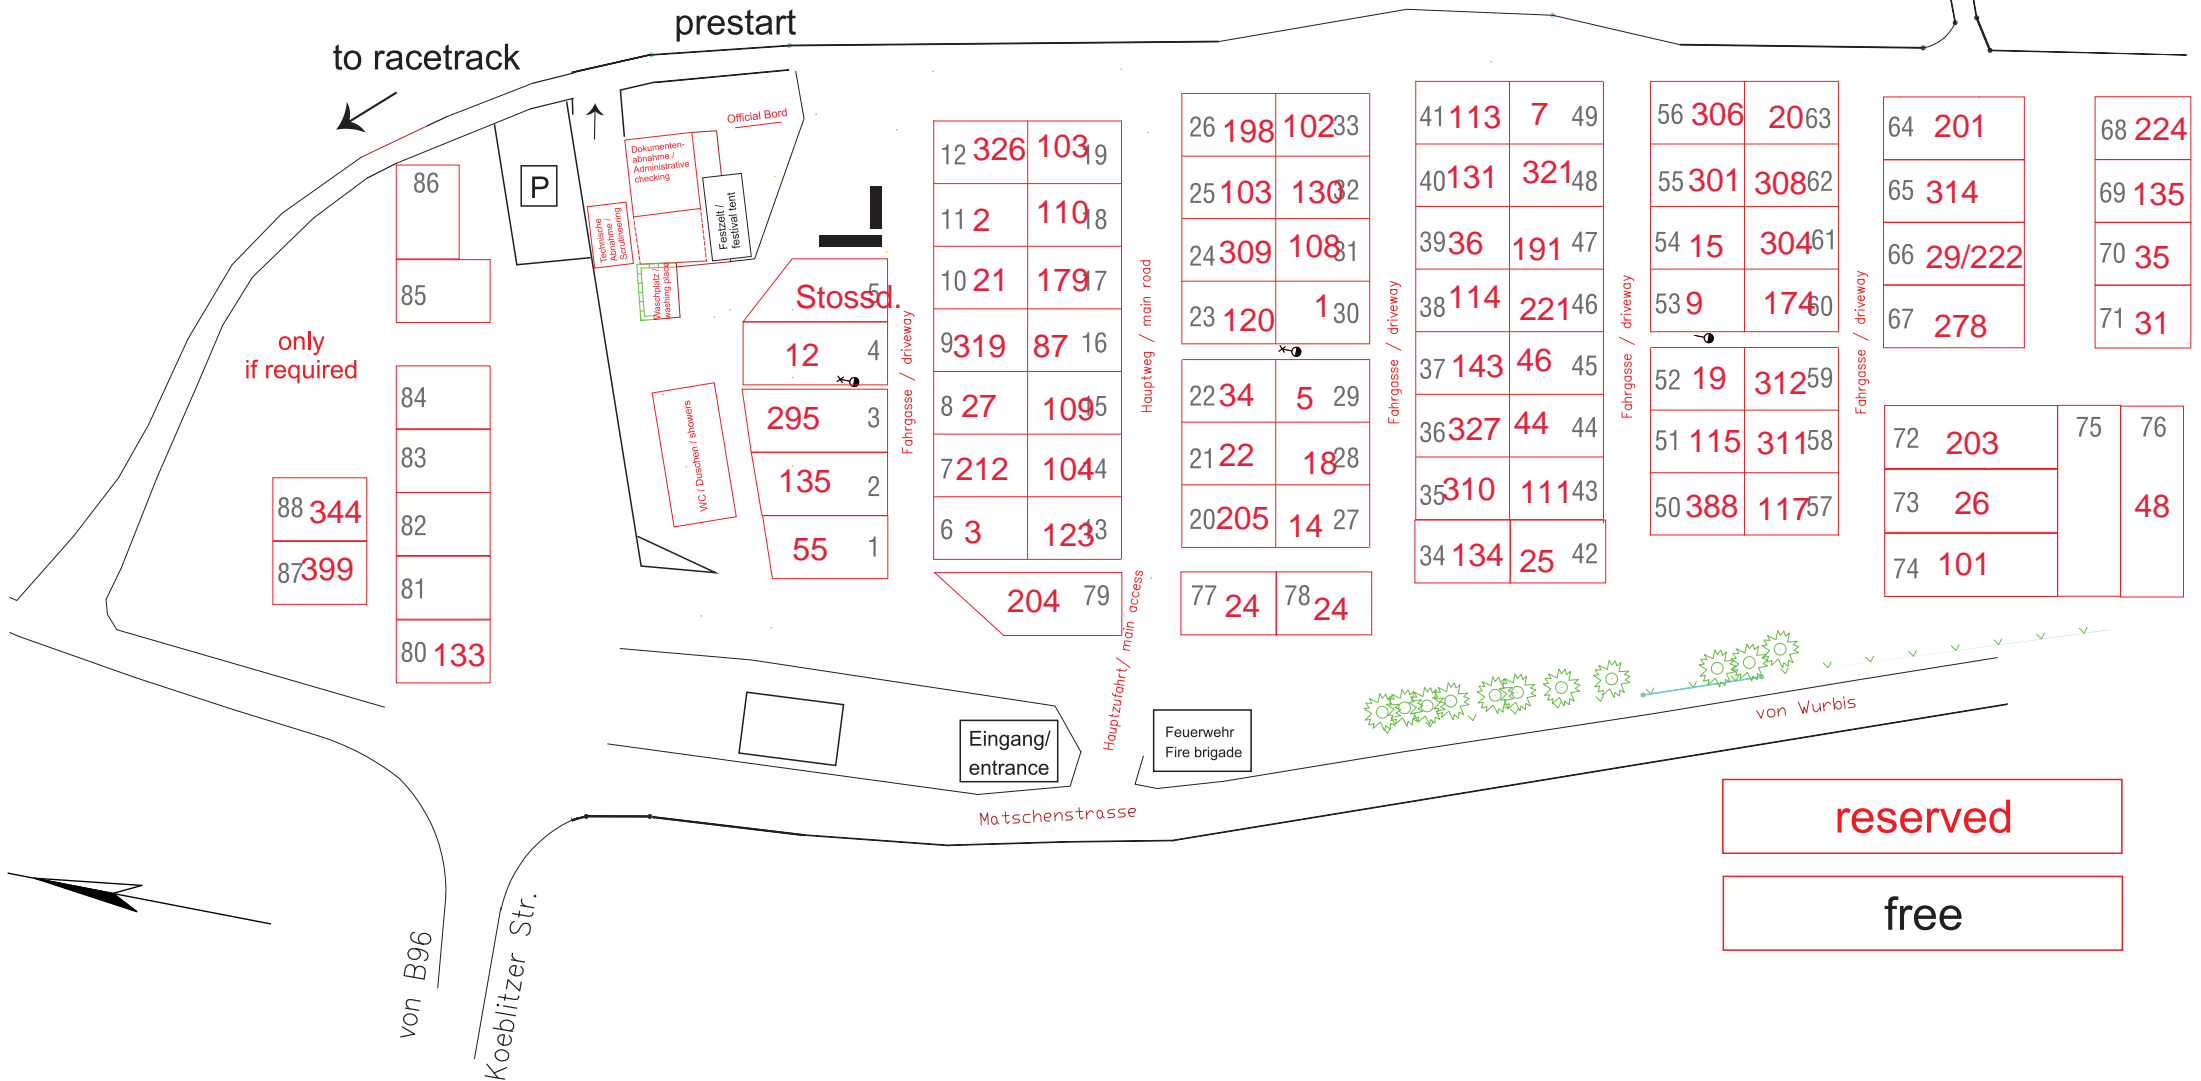 prestart
to racetrack
P
Official Bord
Dokumenten-
abnahme /
Administrative
checking
Technische
Abnahme /
Scrutineering
Festzelt /
festival tent
Waschplatz /
washing place
WC / Duschen / showers
86
85
only
if required
84
83
82
81
80 133
88 344
87 399
Stossd. 5
12 4
295 3
135 2
55 1
Fahrgasse / driveway
12 326 103 19
11 2 110 18
10 21 179 17
9 319 87 16
8 27 109 15
7 212 104 14
6 3 123 13
204 79
Hauptweg / main road
Hauptzufahrt/ main access
26 198 102 33
25 103 130 32
24 309 108 31
23 120 1 30
22 34 5 29
21 22 18 28
20 205 14 27
77 24 78 24
Fahrgasse / driveway
41 113 7 49
40 131 321 48
39 36 191 47
38 114 221 46
37 143 46 45
36 327 44 44
35 310 111 43
34 134 25 42
Fahrgasse / driveway
56 306 20 63
55 301 308 62
54 15 304 61
53 9 174 60
52 19 312 59
51 115 311 58
50 388 117 57
Fahrgasse / driveway
64 201
65 314
66 29/222
67 278
68 224
69 135
70 35
71 31
72 203
73 26
74 101
75
76
48
Eingang/
entrance
Feuerwehr
Fire brigade
von Wurbis
Matschenstrasse
von B96
Koeblitzer Str.
reserved
free